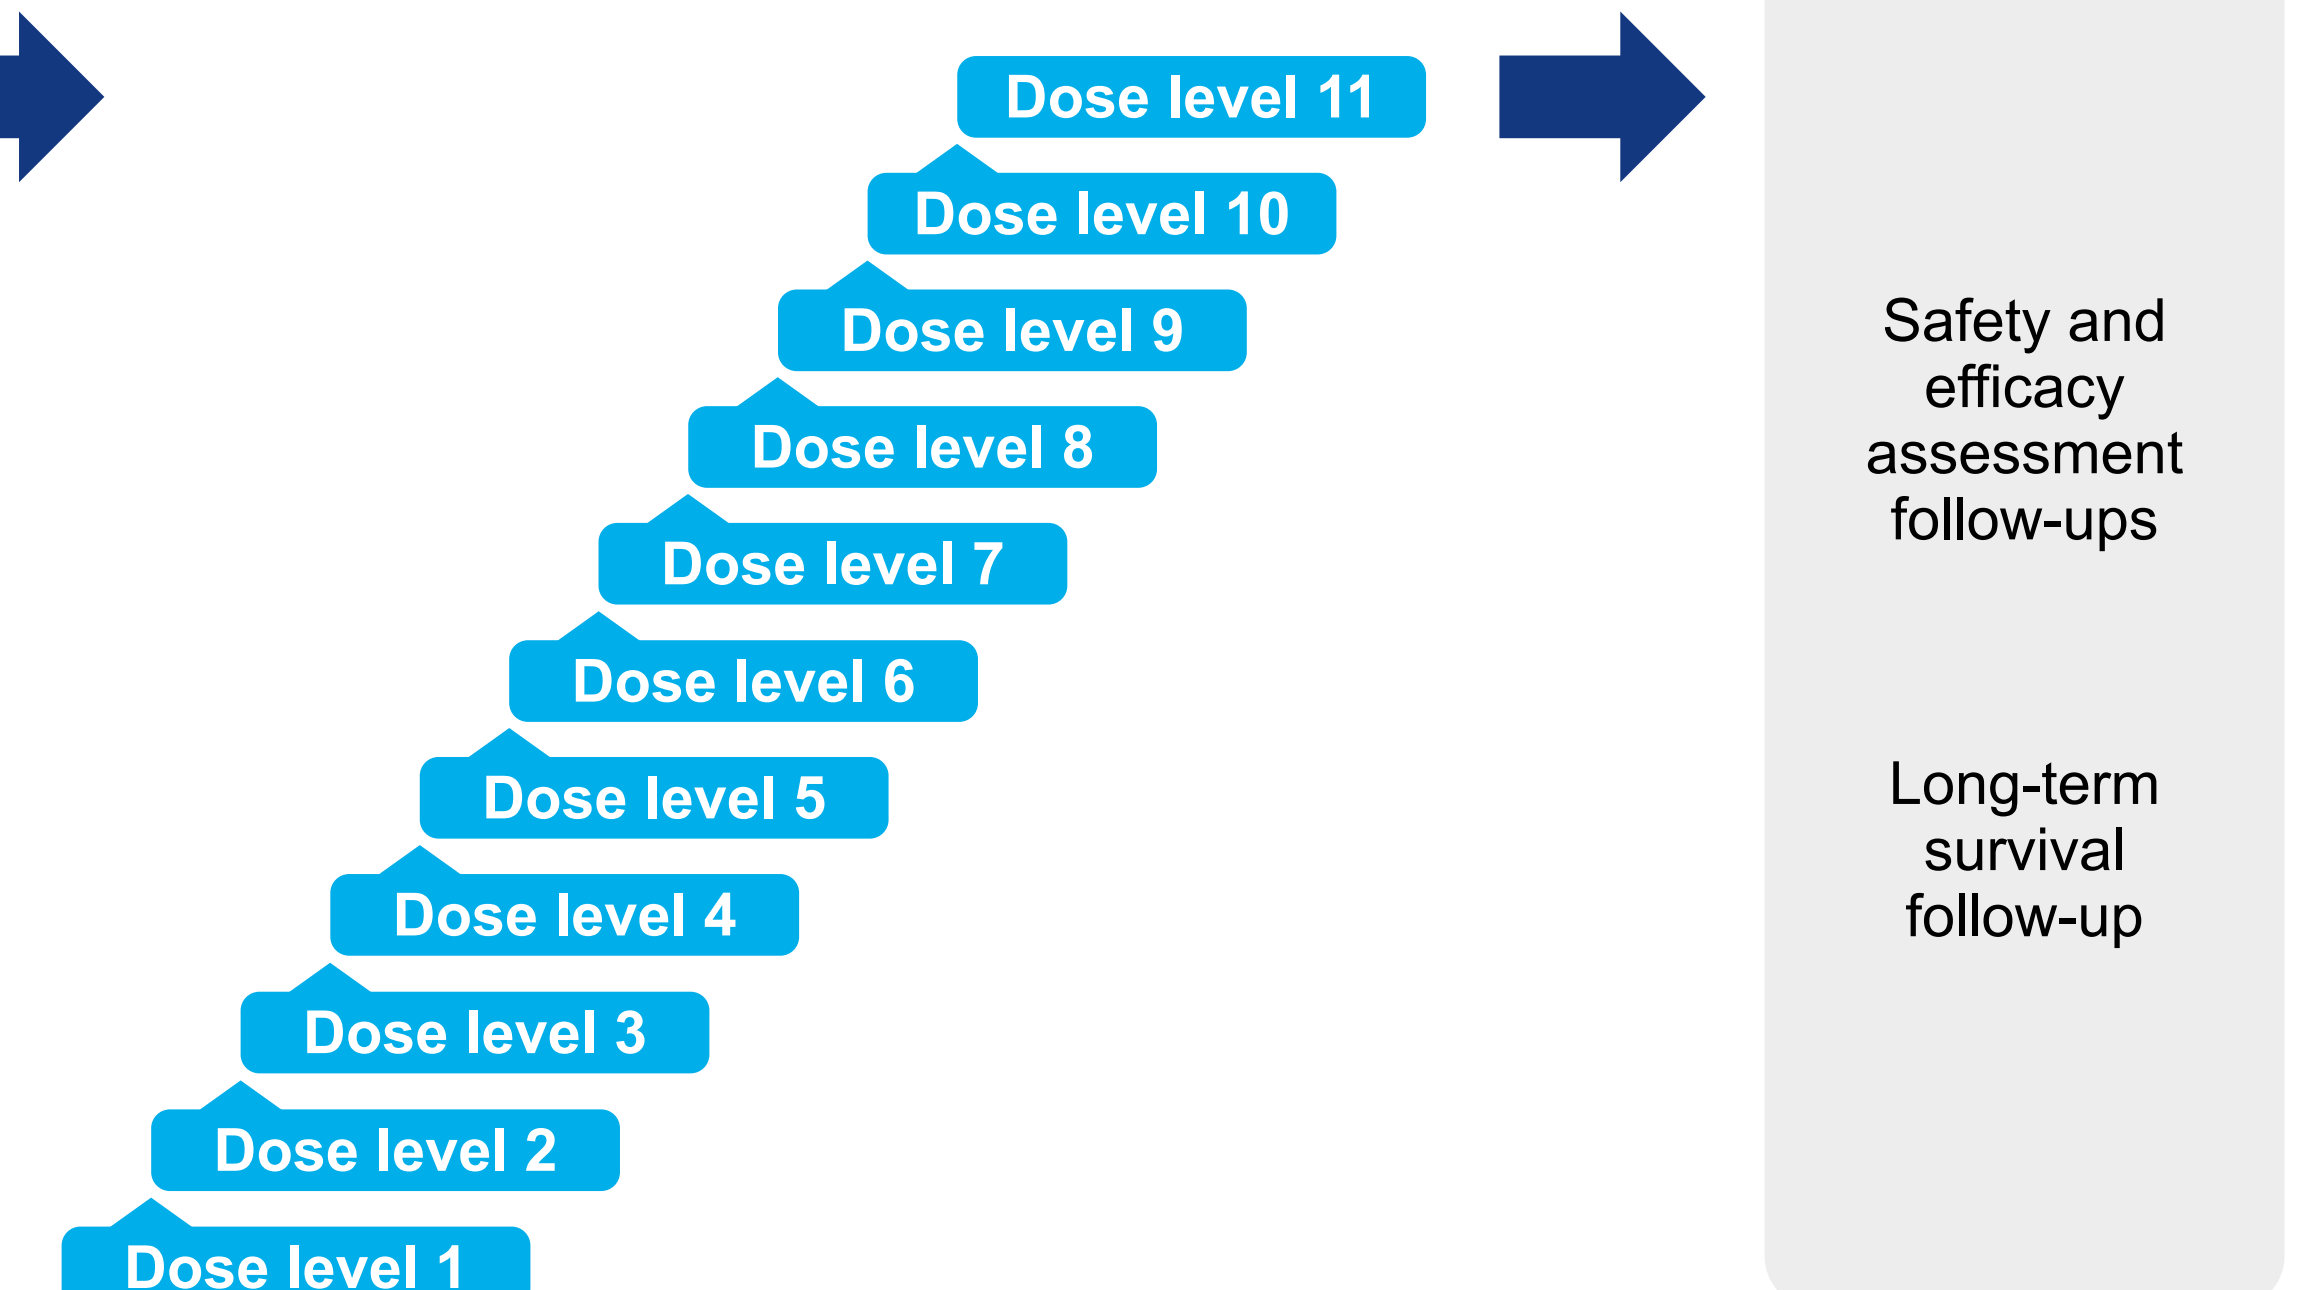 Dose level 11
Dose level 10
Dose level 9
Dose level 8
Dose level 7
Dose level 6
Dose level 5
Dose level 4
Dose level 3
Dose level 2
Dose level 1
Safety and
efficacy
assessment
follow-ups
Long-term
survival
follow-up